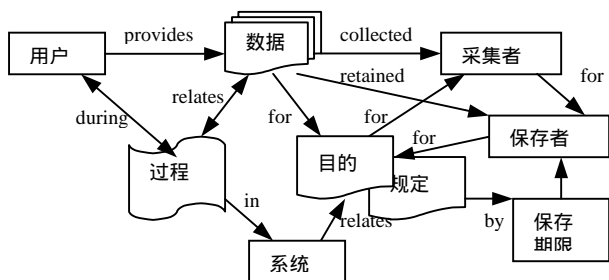 用户
provides
数据
collected
采集者
retained
for
during
relates
for
for
for
保存者
过程
目的
规定
in
relates
by
保存
期限
系统